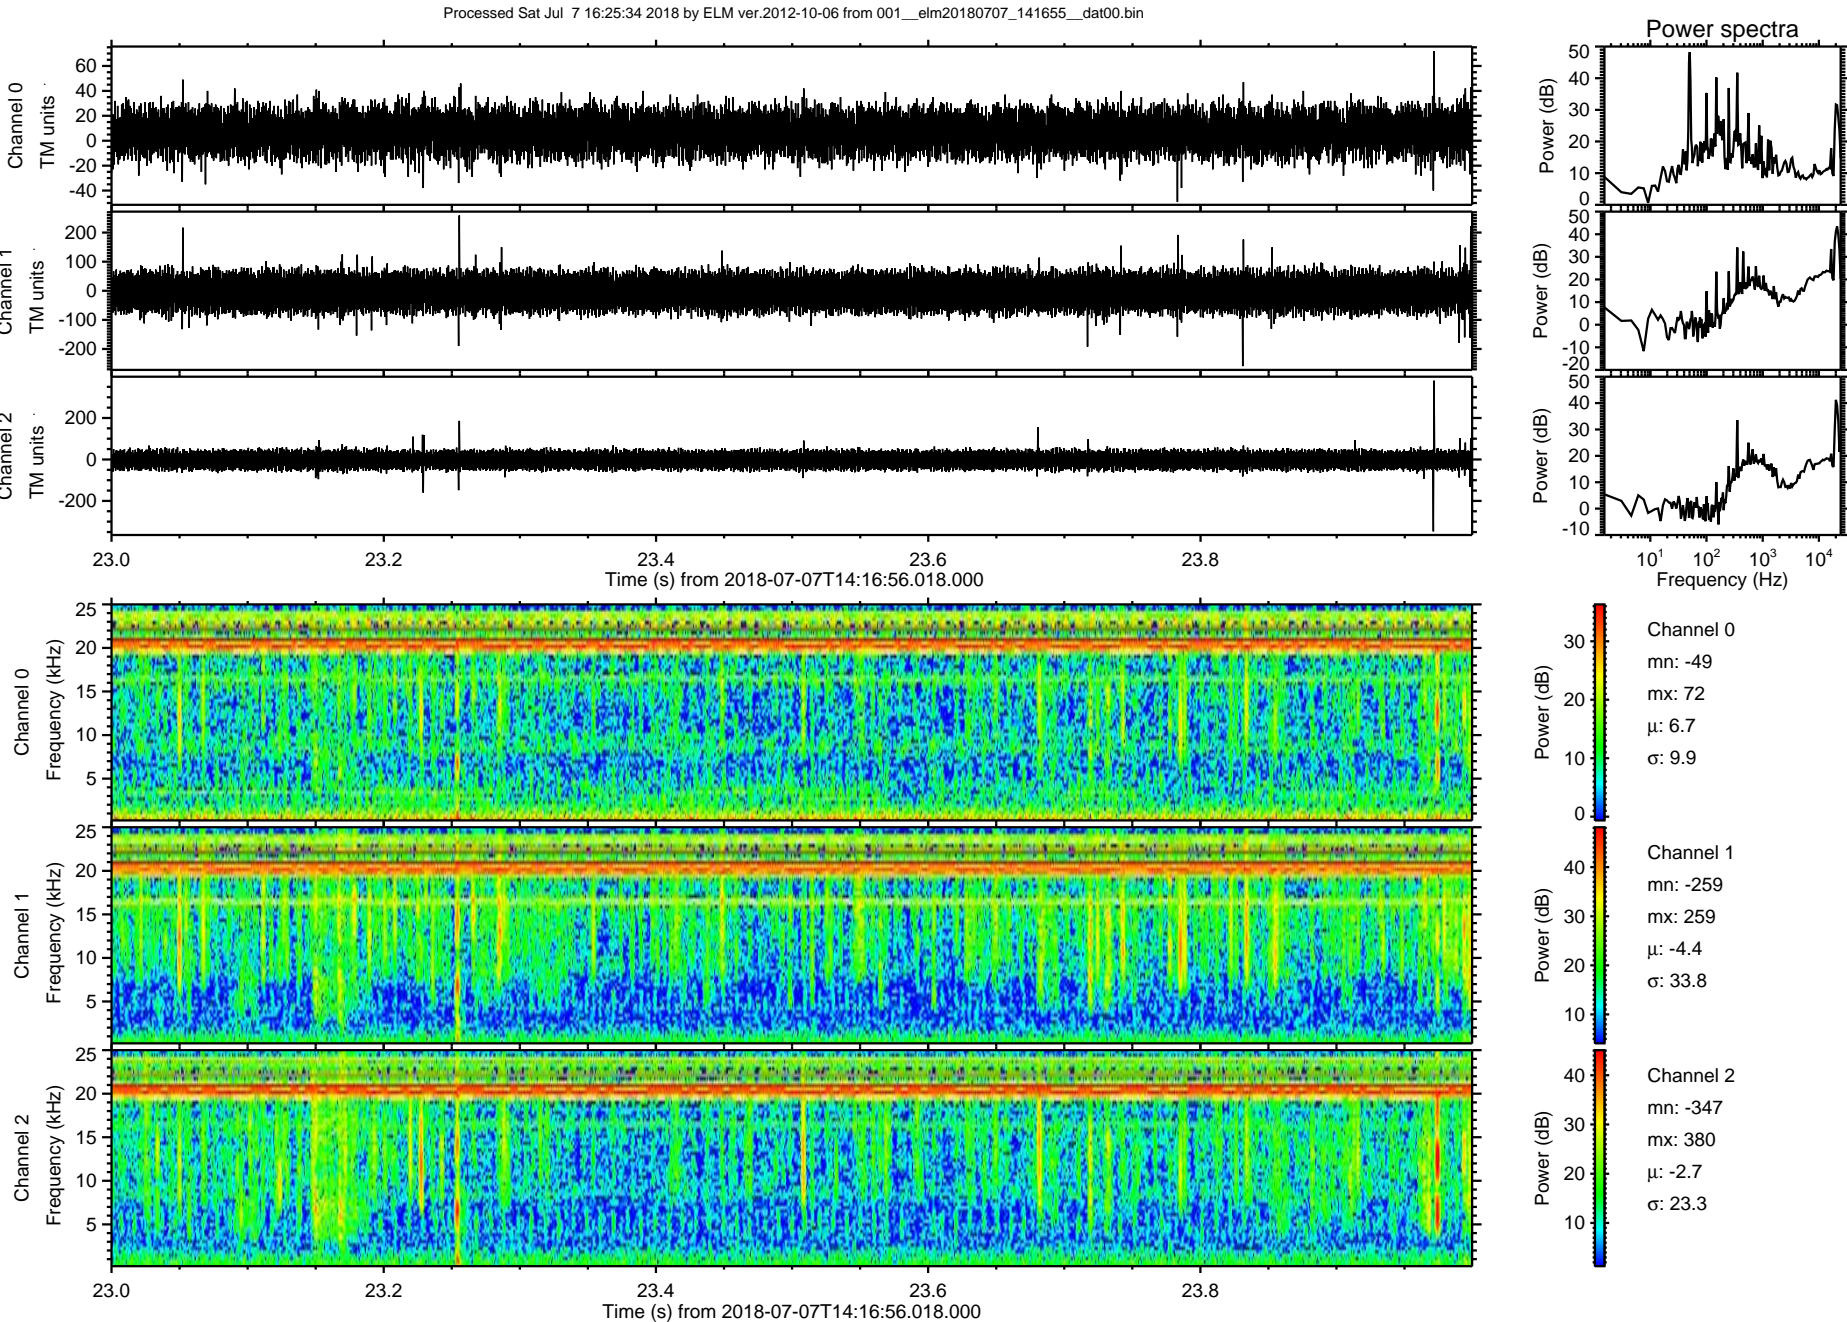 Processed Sat Jul 7 16:25:34 2018 by ELM ver.2012-10-06 from 001__elm20180707_141655__dat00.bin
Power spectra
Channel 0
TM units
60
40
20
0
-20
-40
Power (dB)
50
40
30
20
10
0
Channel 1
TM units
200
100
0
-100
-200
Power (dB)
50
40
30
20
10
0
-10
-20
Channel 2
TM units
200
0
-200
Power (dB)
50
40
30
20
10
0
-10
23.0 23.2 23.4 23.6 23.8
Time (s) from 2018-07-07T14:16:56.018.000
10¹ 10² 10³ 10⁴
Frequency (Hz)
Channel 0
Frequency (kHz)
25
20
15
10
5
Power (dB)
30
20
10
0
Channel 0
mn: -49
mx: 72
μ: 6.7
σ: 9.9
Channel 1
Frequency (kHz)
25
20
15
10
5
Power (dB)
40
30
20
10
Channel 1
mn: -259
mx: 259
μ: -4.4
σ: 33.8
Channel 2
Frequency (kHz)
25
20
15
10
5
Power (dB)
40
30
20
10
Channel 2
mn: -347
mx: 380
μ: -2.7
σ: 23.3
23.0 23.2 23.4 23.6 23.8
Time (s) from 2018-07-07T14:16:56.018.000